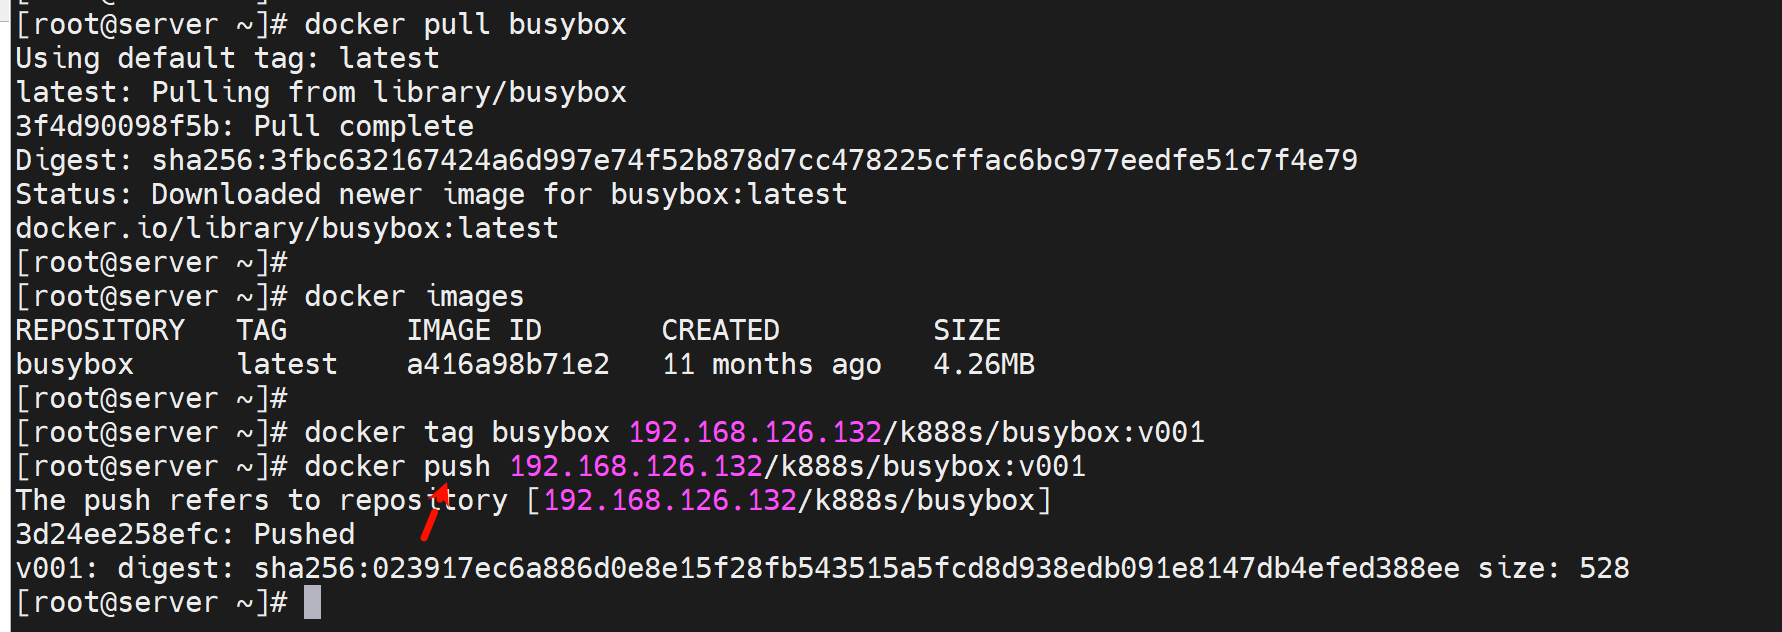 [root@server ~]# docker pull busybox
Using default tag: latest
latest: Pulling from library/busybox
3f4d90098f5b: Pull complete
Digest: sha256:3fbc632167424a6d997e74f52b878d7cc478225cffac6bc977eedfe51c7f4e79
Status: Downloaded newer image for busybox:latest
docker.io/library/busybox:latest
[root@server ~]#
[root@server ~]# docker images
REPOSITORY   TAG       IMAGE ID       CREATED         SIZE
busybox      latest    a416a98b71e2   11 months ago   4.26MB
[root@server ~]#
[root@server ~]# docker tag busybox 192.168.126.132/k888s/busybox:v001
[root@server ~]# docker push 192.168.126.132/k888s/busybox:v001
The push refers to repository [192.168.126.132/k888s/busybox]
3d24ee258efc: Pushed
v001: digest: sha256:023917ec6a886d0e8e15f28fb543515a5fcd8d938edb091e8147db4efed388ee size: 528
[root@server ~]#